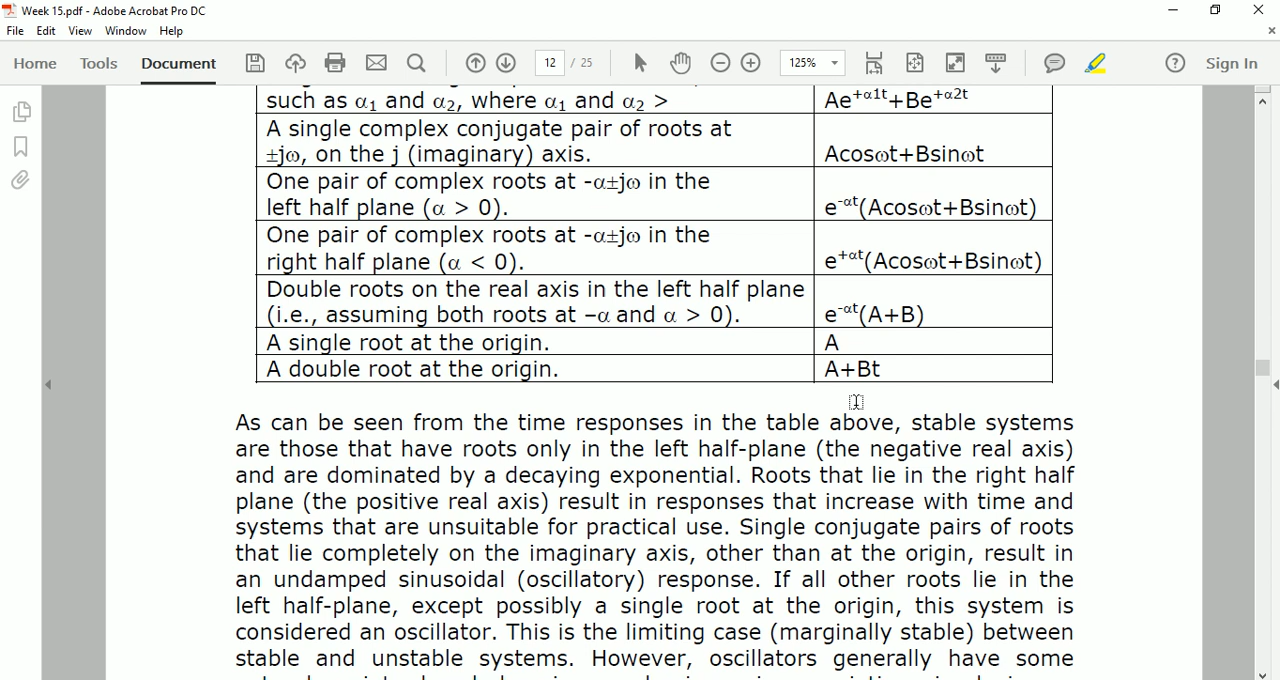 Week 15.pdf - Adobe Acrobat Pro DC
File Edit View Window Help
Home Tools Document 12 / 25 125% Sign In
such as α1 and α2, where α1 and α2 > Ae+α1t+Be+α2t
A single complex conjugate pair of roots at
±jω, on the j (imaginary) axis. Acosωt+Bsinωt
One pair of complex roots at -α±jω in the
left half plane (α > 0). e-αt(Acosωt+Bsinωt)
One pair of complex roots at -α±jω in the
right half plane (α < 0). e+αt(Acosωt+Bsinωt)
Double roots on the real axis in the left half plane
(i.e., assuming both roots at –α and α > 0). e-αt(A+B)
A single root at the origin. A
A double root at the origin. A+Bt
As can be seen from the time responses in the table above, stable systems
are those that have roots only in the left half-plane (the negative real axis)
and are dominated by a decaying exponential. Roots that lie in the right half
plane (the positive real axis) result in responses that increase with time and
systems that are unsuitable for practical use. Single conjugate pairs of roots
that lie completely on the imaginary axis, other than at the origin, result in
an undamped sinusoidal (oscillatory) response. If all other roots lie in the
left half-plane, except possibly a single root at the origin, this system is
considered an oscillator. This is the limiting case (marginally stable) between
stable and unstable systems. However, oscillators generally have some